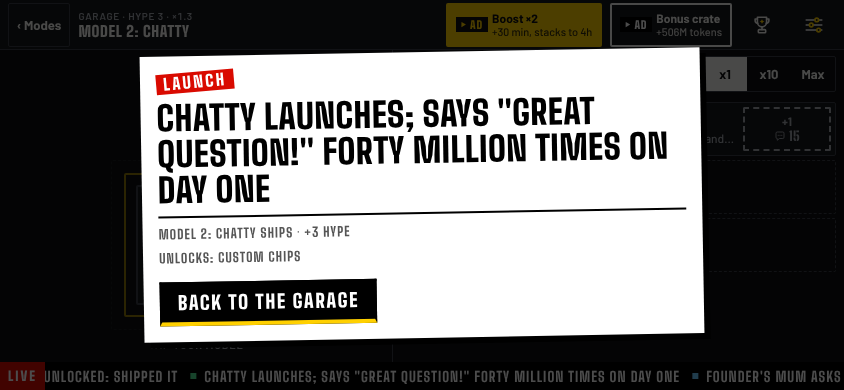 ‹ Modes
GARAGE · HYPE 3 · ×1.3
MODEL 2: CHATTY
▶ AD
Boost ×2
+30 min, stacks to 4h
▶ AD
Bonus crate
+506M tokens
x1
x10
Max
+1
and...
15
LAUNCH
CHATTY LAUNCHES; SAYS "GREAT
QUESTION!" FORTY MILLION TIMES ON
DAY ONE
MODEL 2: CHATTY SHIPS · +3 HYPE
UNLOCKS: CUSTOM CHIPS
BACK TO THE GARAGE
LIVE
UNLOCKED: SHIPPED IT ■ CHATTY LAUNCHES; SAYS "GREAT QUESTION!" FORTY MILLION TIMES ON DAY ONE ■ FOUNDER'S MUM ASKS